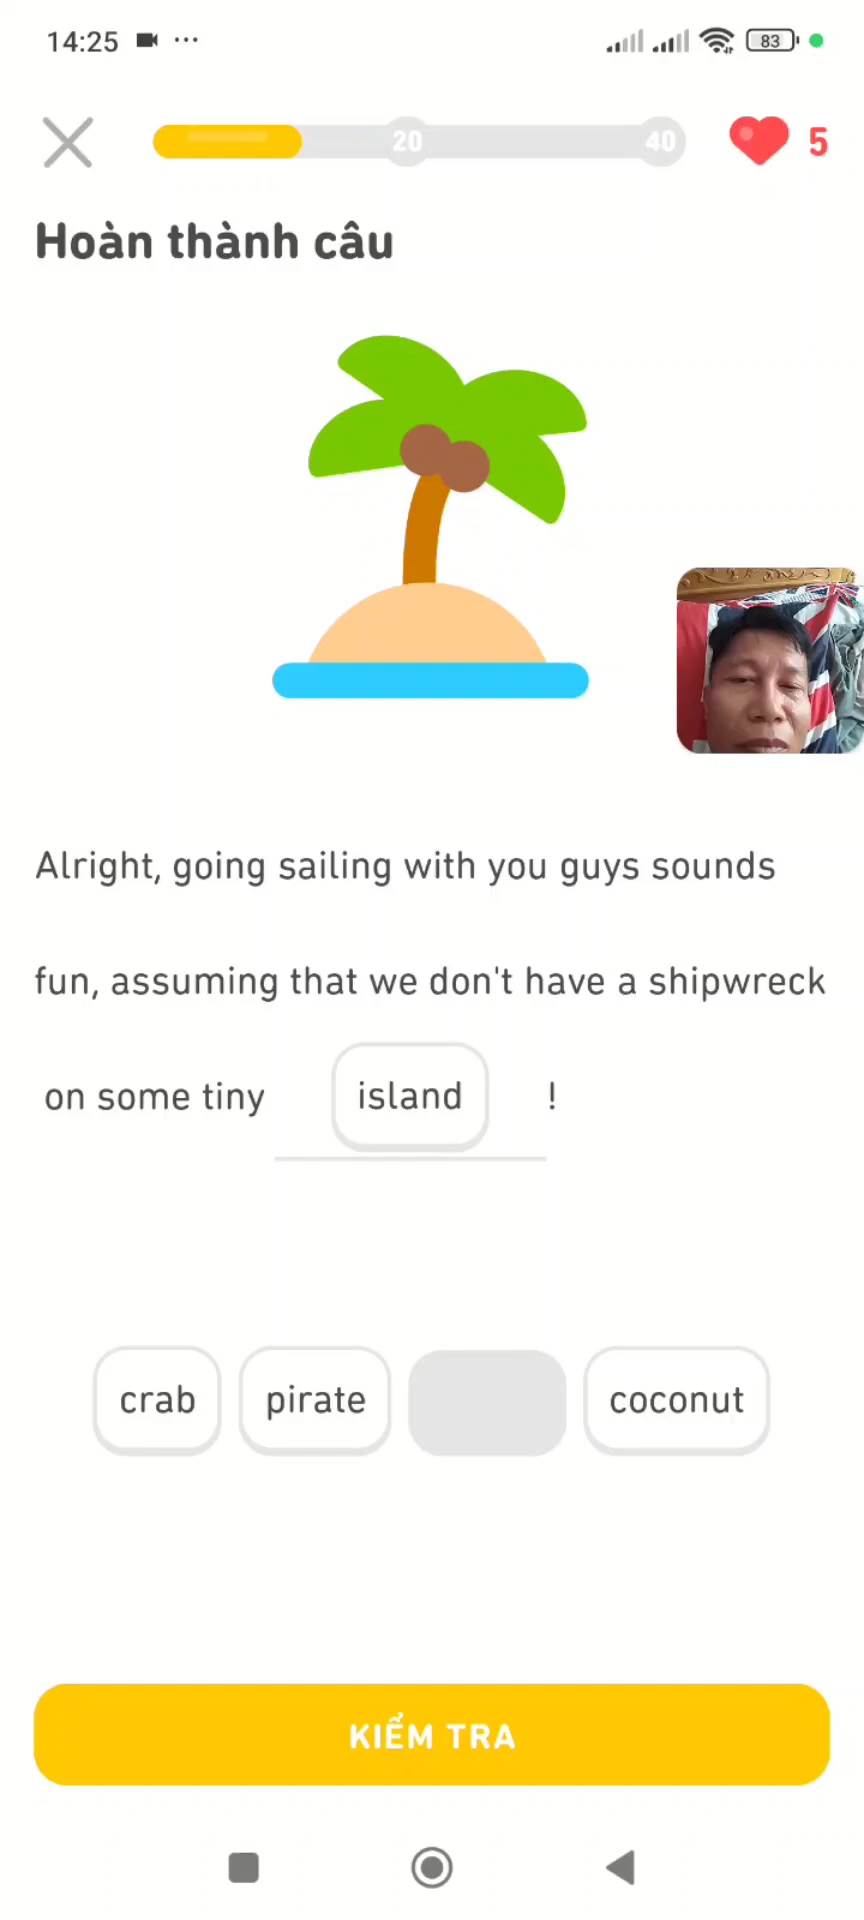 14:25
83
20
40
5
Hoàn thành câu
Alright, going sailing with you guys sounds
fun, assuming that we don't have a shipwreck
on some tiny island !
crab pirate coconut
KIỂM TRA